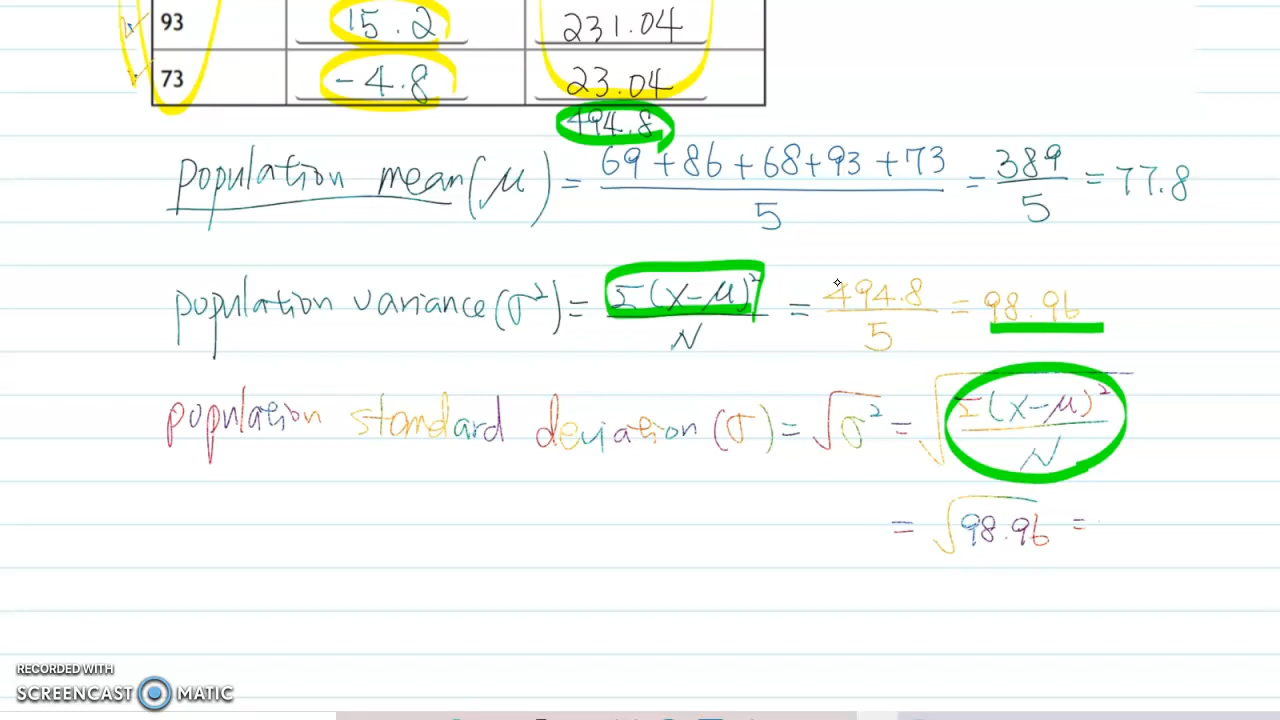 93 15.2 231.04
73 -4.8 23.04
494.8
population mean (μ) = 69+86+68+93+73 / 5 = 389 / 5 = 77.8
population variance (σ²) = Σ(X-μ)² / N = 494.8 / 5 = 98.96
population standard deviation (σ) = √σ² = √Σ(X-μ)² / N
= √98.96 =
RECORDED WITH
SCREENCAST MATIC